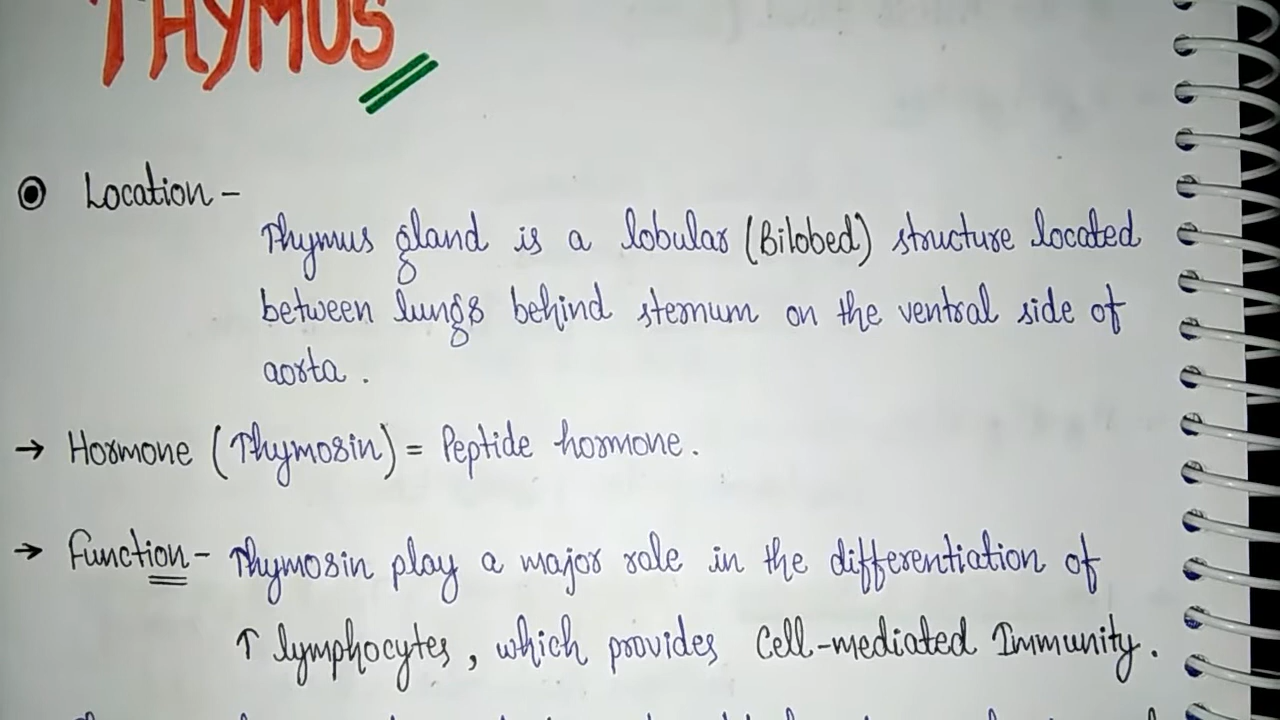 THYMUS
Location -
Thymus gland is a lobular (Bilobed) structure located
between lungs behind sternum on the ventral side of
aorta .
→ Hormone (Thymosin) = Peptide hormone.
→ Function - Thymosin play a major role in the differentiation of
T lymphocytes , which provides Cell-mediated Immunity .